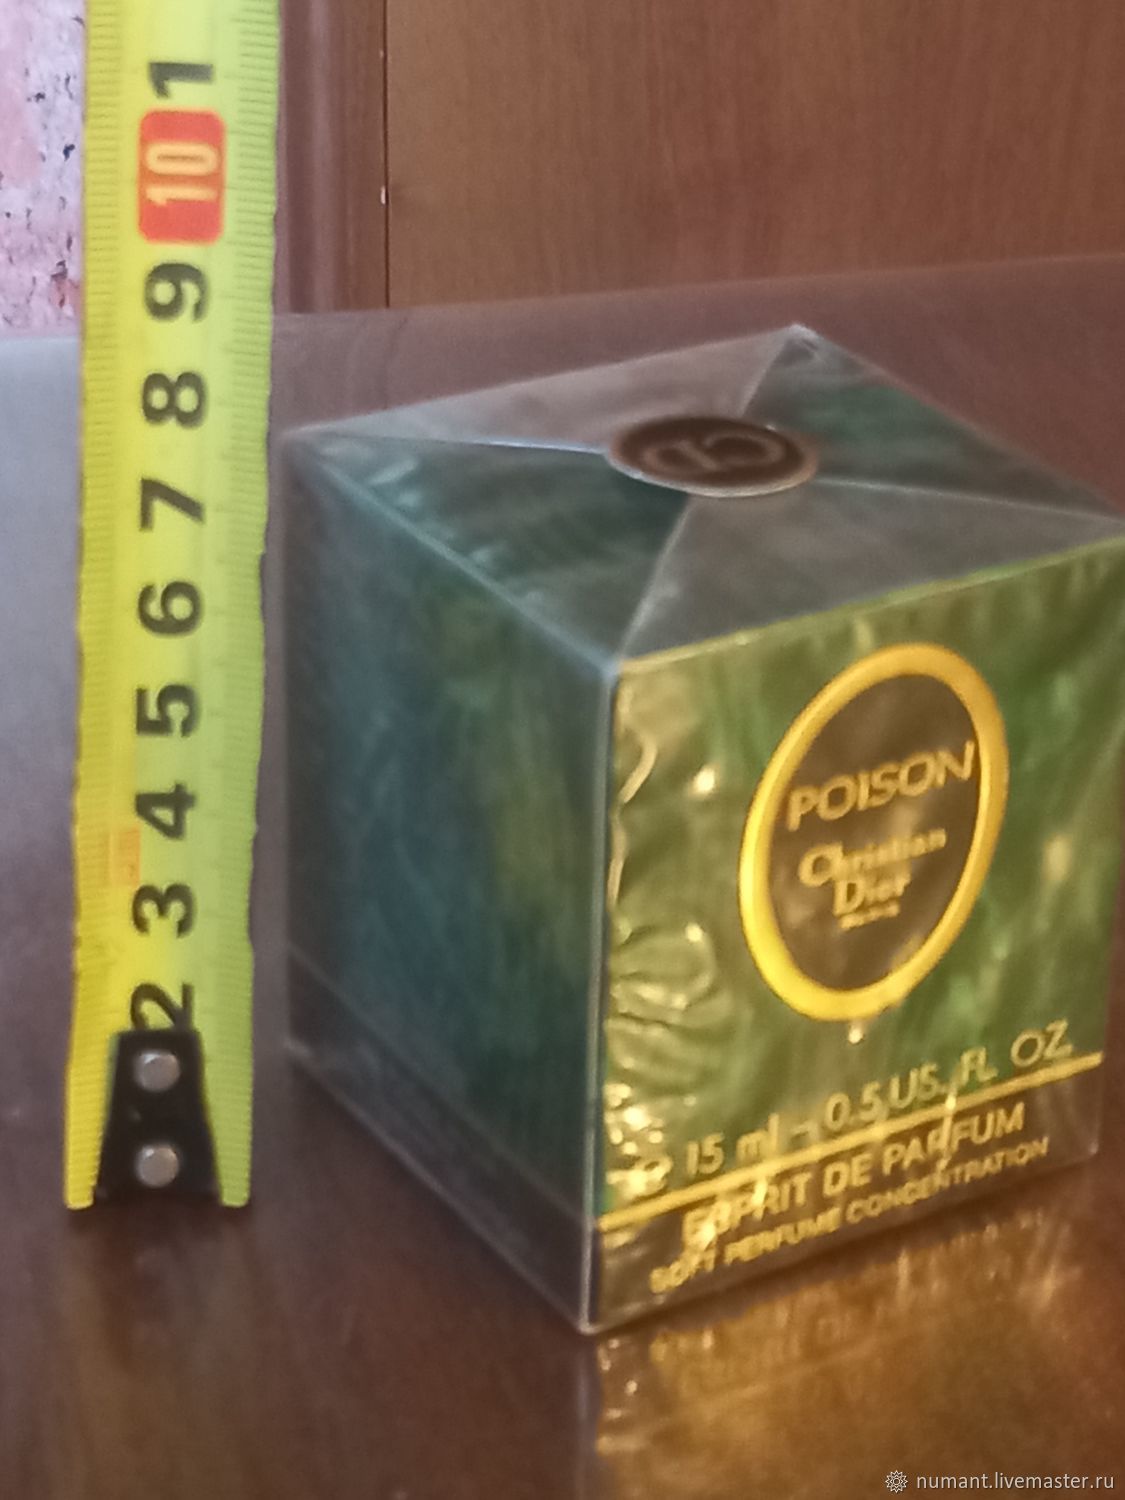 1
10
9
8
7
6
5
4
3
2
CD
POISON
Christian
Dior
15 ml - 0.5 US. FL. OZ.
ESPRIT DE PARFUM
SOFT PERFUME CONCENTRATION
numant.livemaster.ru